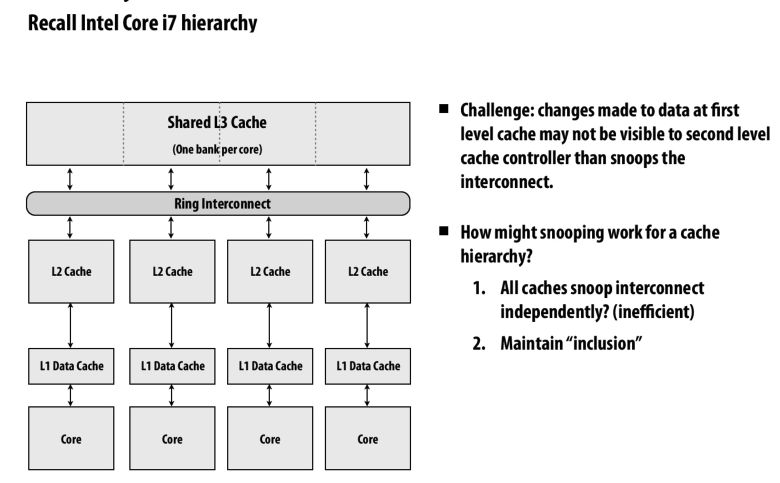 Recall Intel Core i7 hierarchy
Shared L3 Cache
(One bank per core)
Ring Interconnect
L2 Cache L2 Cache L2 Cache L2 Cache
L1 Data Cache L1 Data Cache L1 Data Cache L1 Data Cache
Core Core Core Core
■ Challenge: changes made to data at first
level cache may not be visible to second level
cache controller than snoops the
interconnect.
■ How might snooping work for a cache
hierarchy?
1. All caches snoop interconnect
independently? (inefficient)
2. Maintain “inclusion”